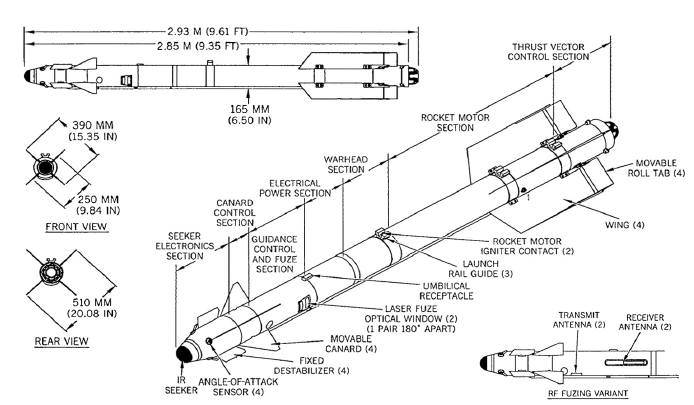 2.93 M (9.61 FT)
2.85 M (9.35 FT)
165 MM
(6.50 IN)
390 MM
(15.35 IN)
250 MM
(9.84 IN)
FRONT VIEW
510 MM
(20.08 IN)
REAR VIEW
THRUST VECTOR
CONTROL SECTION
ROCKET MOTOR
SECTION
WARHEAD
SECTION
ELECTRICAL
POWER SECTION
CANARD
CONTROL
SECTION
SEEKER
ELECTRONICS
SECTION
GUIDANCE
CONTROL
AND FUZE
SECTION
MOVABLE
ROLL TAB (4)
WING (4)
ROCKET MOTOR
IGNITER CONTACT (2)
LAUNCH
RAIL GUIDE (3)
UMBILICAL
RECEPTACLE
LASER FUZE
OPTICAL WINDOW (2)
(1 PAIR 180° APART)
MOVABLE
CANARD (4)
FIXED
DESTABILIZER (4)
ANGLE-OF-ATTACK
SENSOR (4)
IR
SEEKER
TRANSMIT
ANTENNA (2)
RECEIVER
ANTENNA (2)
RF FUZING VARIANT